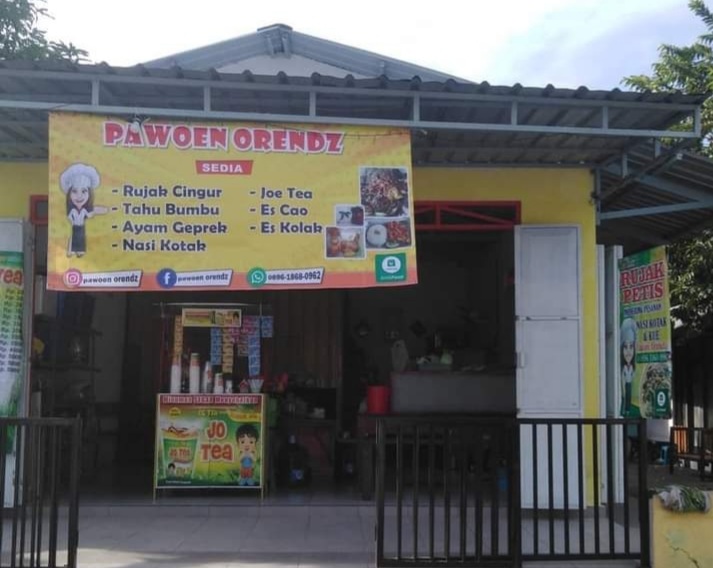 PAWOEN ORENDZ
SEDIA
- Rujak Cingur
- Tahu Bumbu
- Ayam Geprek
- Nasi Kotak
- Joe Tea
- Es Cao
- Es Kolak
pawoen orendz
pawoen orendz
0896-1868-0962
JO
TEA
RUJAK
PETIS
NASI KOTAK
& KUE